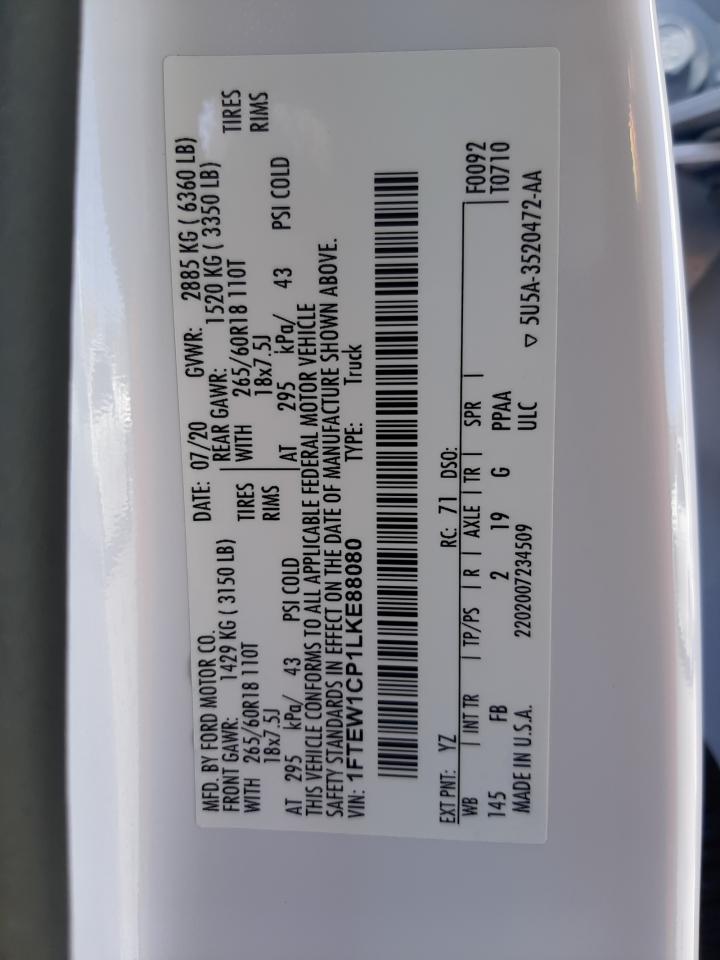 MFD. BY FORD MOTOR CO.
DATE: 07/20 GVWR: 2885 KG ( 6360 LB)
FRONT GAWR: 1429 KG ( 3150 LB) REAR GAWR: 1520 KG ( 3350 LB)
WITH 265/60R18 110T TIRES WITH 265/60R18 110T TIRES
18x7.5J RIMS 18x7.5J RIMS
AT 295 kPa/ 43 PSI COLD AT 295 kPa/ 43 PSI COLD
THIS VEHICLE CONFORMS TO ALL APPLICABLE FEDERAL MOTOR VEHICLE
SAFETY STANDARDS IN EFFECT ON THE DATE OF MANUFACTURE SHOWN ABOVE.
VIN: 1FTEW1CP1LKE88080 TYPE: Truck
EXT PNT: YZ RC: 71 DSO: F0092
WB | INT TR | TP/PS | R | AXLE | TR | SPR | T0710
145 FB 2 19 G PPAA
MADE IN U.S.A. 2202007234509 ULC ▽ 5U5A-3520472-AA